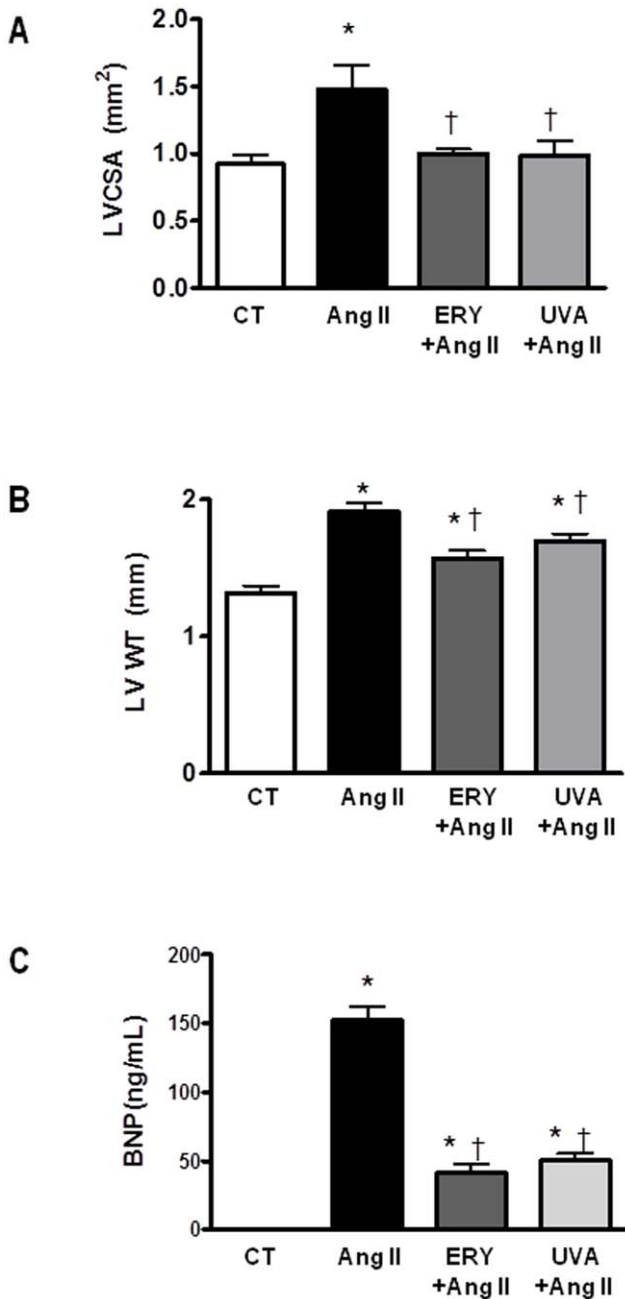 A
LVCSA (mm²)
2.0
1.5
1.0
0.5
0.0
*
†
†
CT
Ang II
ERY
+Ang II
UVA
+Ang II
B
LV WT (mm)
2
1
0
*
* †
* †
CT
Ang II
ERY
+Ang II
UVA
+Ang II
C
BNP(ng/mL)
200
150
100
50
0
*
* †
* †
CT
Ang II
ERY
+Ang II
UVA
+Ang II